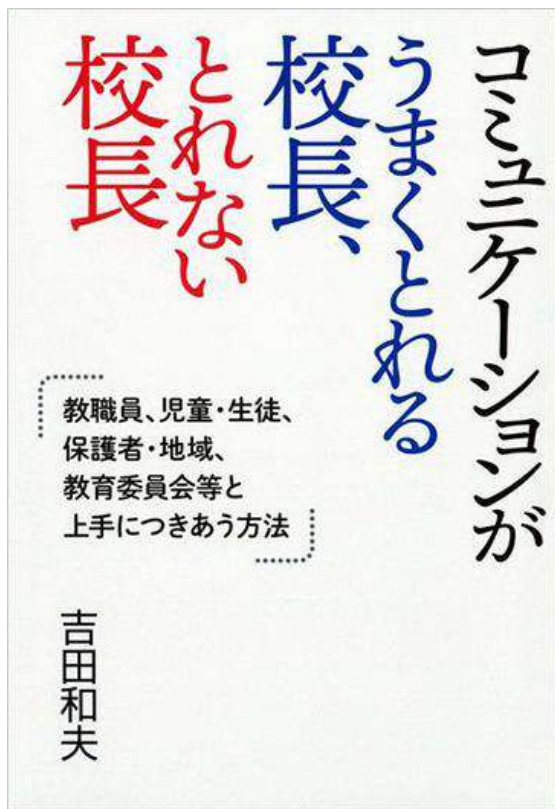 コミュニケーションが
うまくとれる
校長、
とれない
校長
教職員、児童・生徒、
保護者・地域、
教育委員会等と
上手につきあう方法
吉田和夫